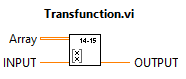 Transfunction.vi
Array
14-15
INPUT
OUTPUT